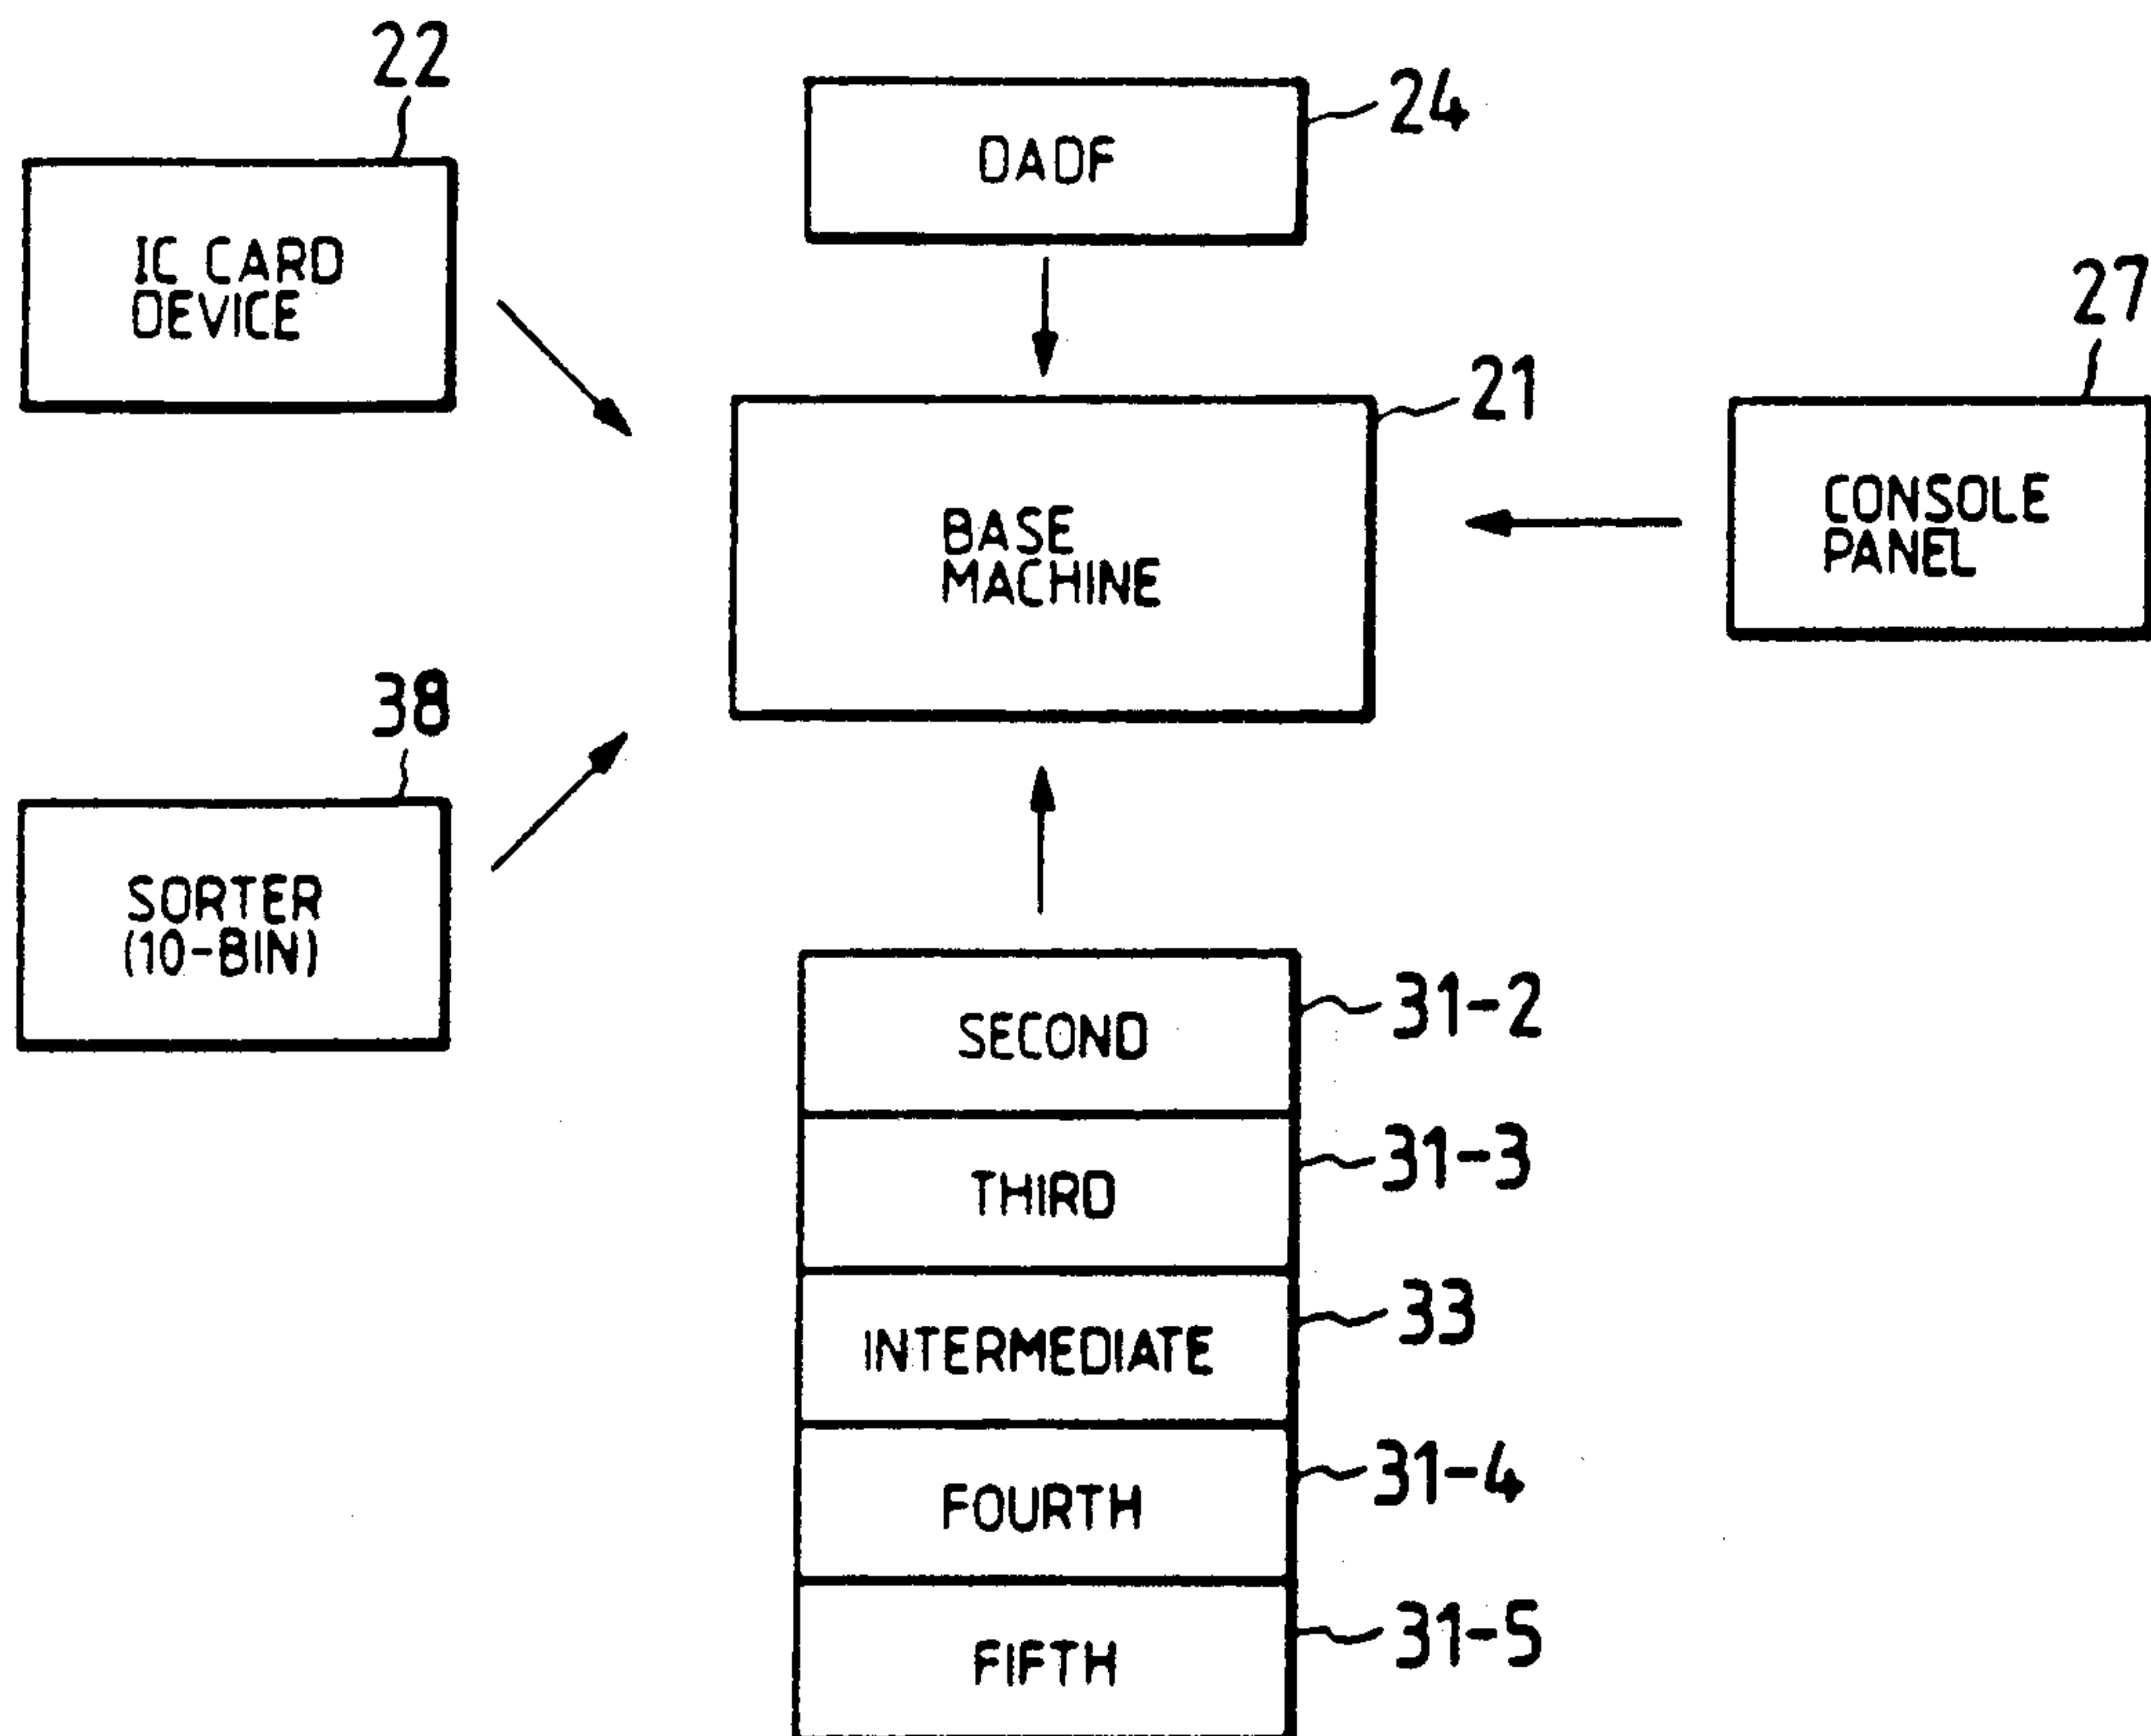 22
IC CARD
DEVICE
24
DADF
27
CONSOLE
PANEL
21
BASE
MACHINE
38
SORTER
(10-BIN)
SECOND
31-2
THIRD
31-3
INTERMEDIATE
33
FOURTH
31-4
FIFTH
31-5